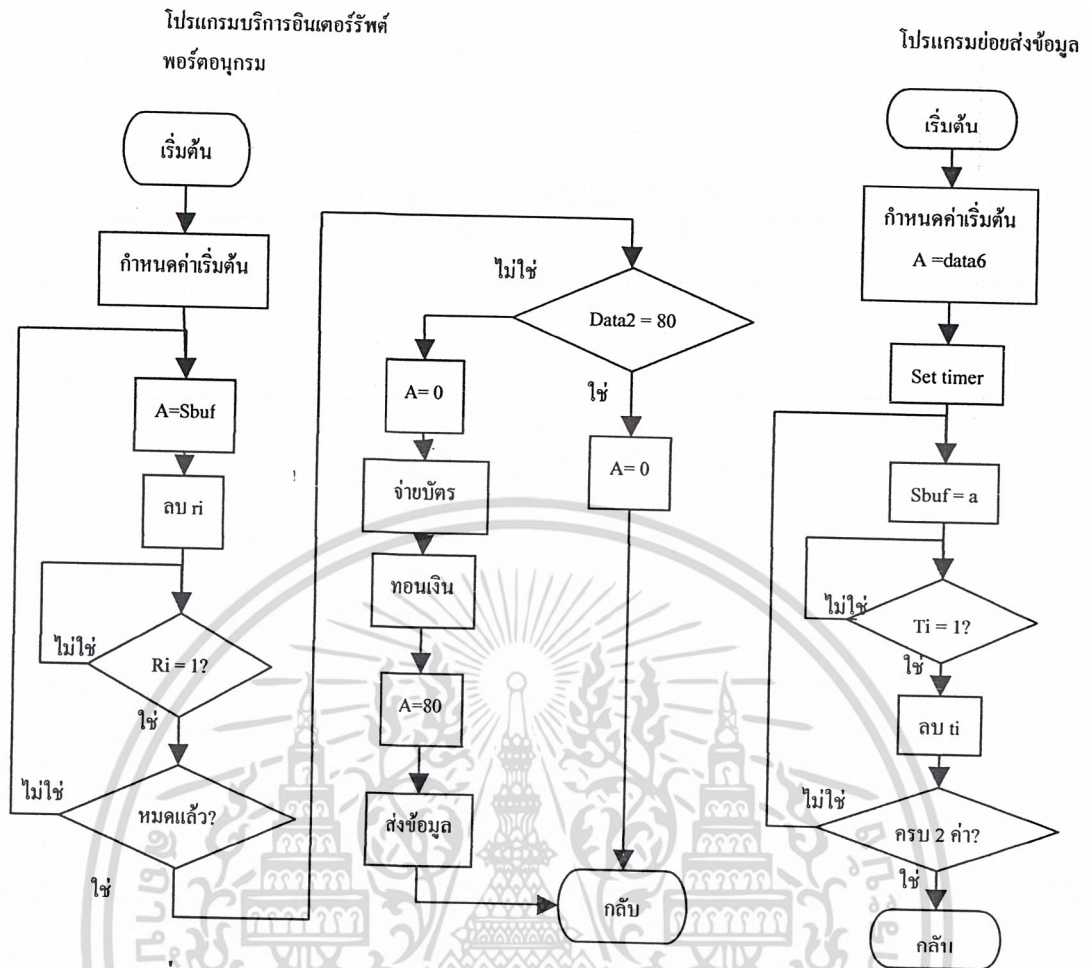 โปรแกรมบริการอินเตอร์รัพต์
พอร์ตอนุกรม
เริ่มต้น
กำหนดค่าเริ่มต้น
A=Sbuf
ลบ ri
ไม่ใช่
Ri = 1?
ใช่
ไม่ใช่
หมดแล้ว?
ใช่
Data2 = 80
ไม่ใช่
ใช่
A= 0
จ่ายบัตร
ทอนเงิน
A=80
ส่งข้อมูล
A= 0
กลับ
โปรแกรมย่อยส่งข้อมูล
เริ่มต้น
กำหนดค่าเริ่มต้น
A =data6
Set timer
Sbuf = a
ไม่ใช่
Ti = 1?
ใช่
ลบ ti
ไม่ใช่
ครบ 2 ค่า?
ใช่
กลับ